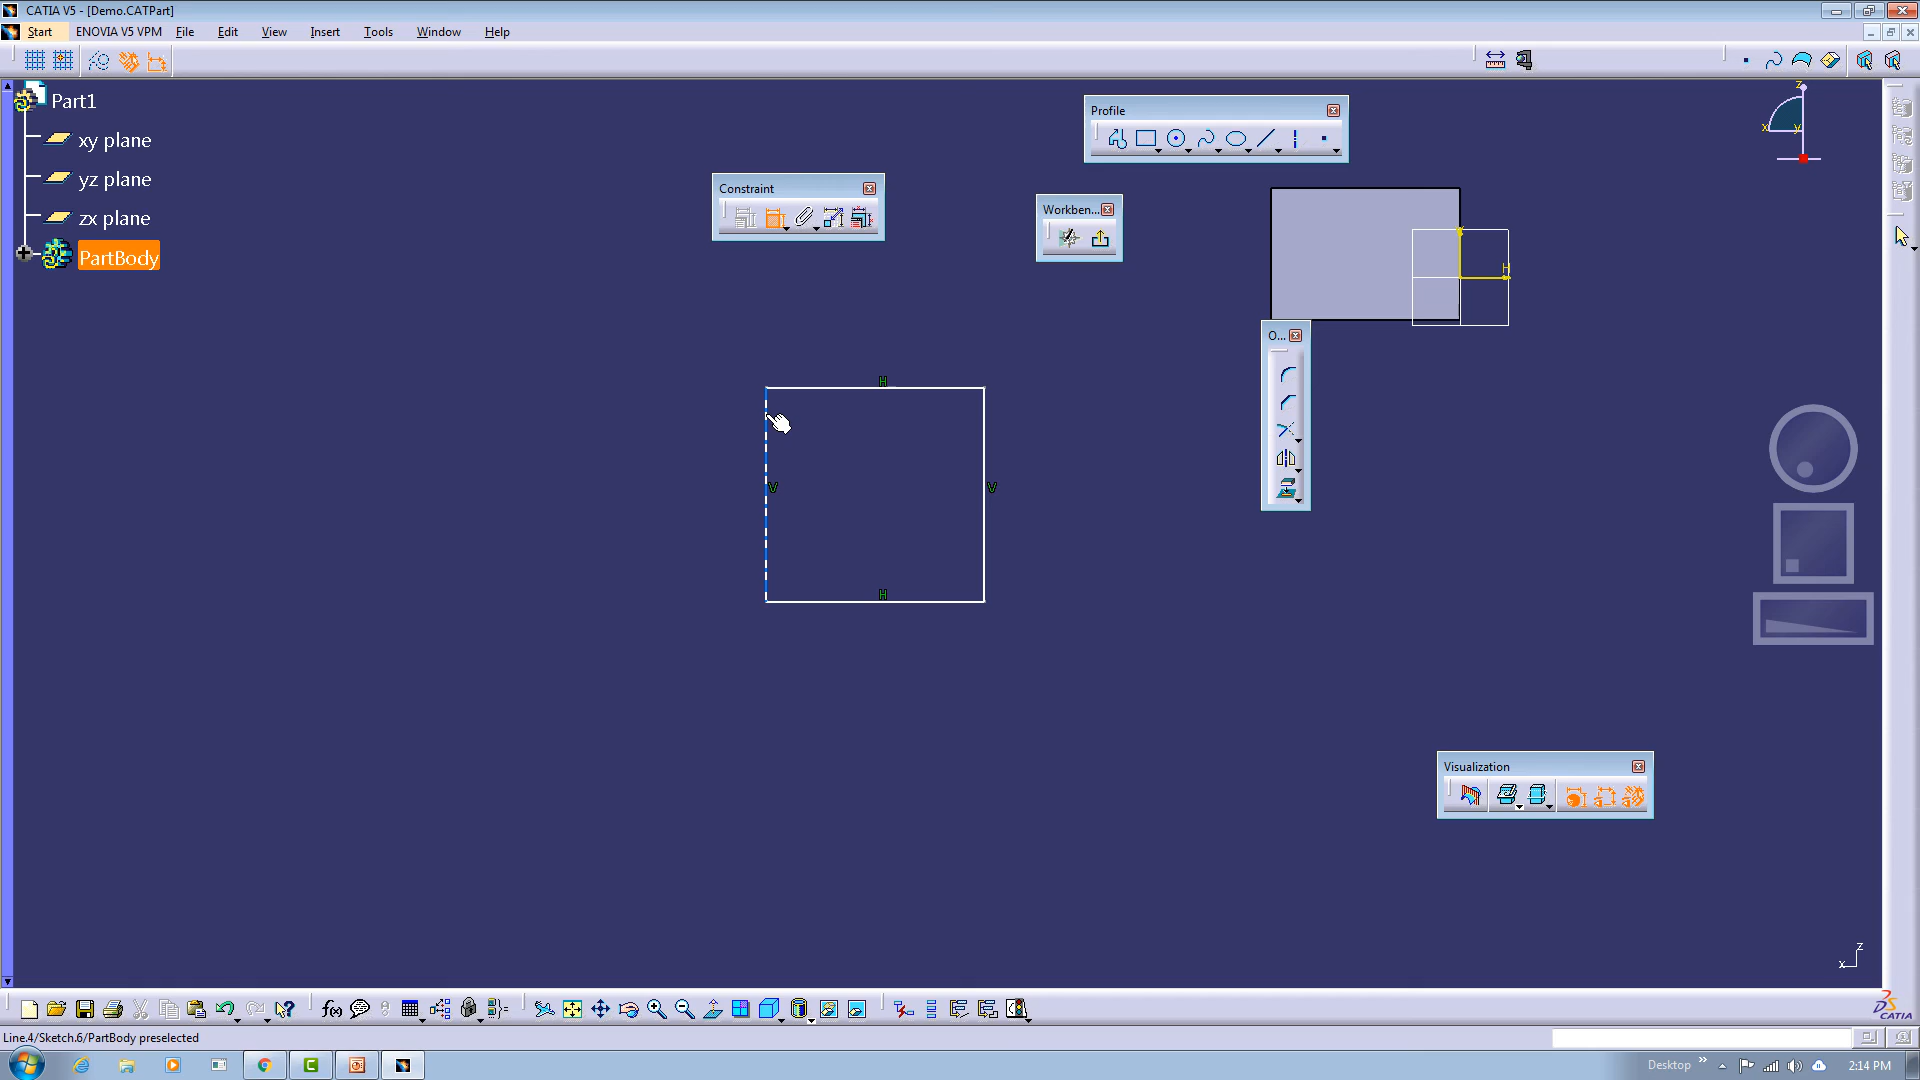 CATIA V5 - [Demo.CATPart]
Start ENOVIA V5 VPM File Edit View Insert Tools Window Help
Part1
xy plane
yz plane
zx plane
PartBody
Profile
Constraint
Workben...
O...
H
V
V
H
H
z
x
y
Visualization
z
x
f(x)
DS
CATIA
Line.4/Sketch.6/PartBody preselected
Desktop
2:14 PM